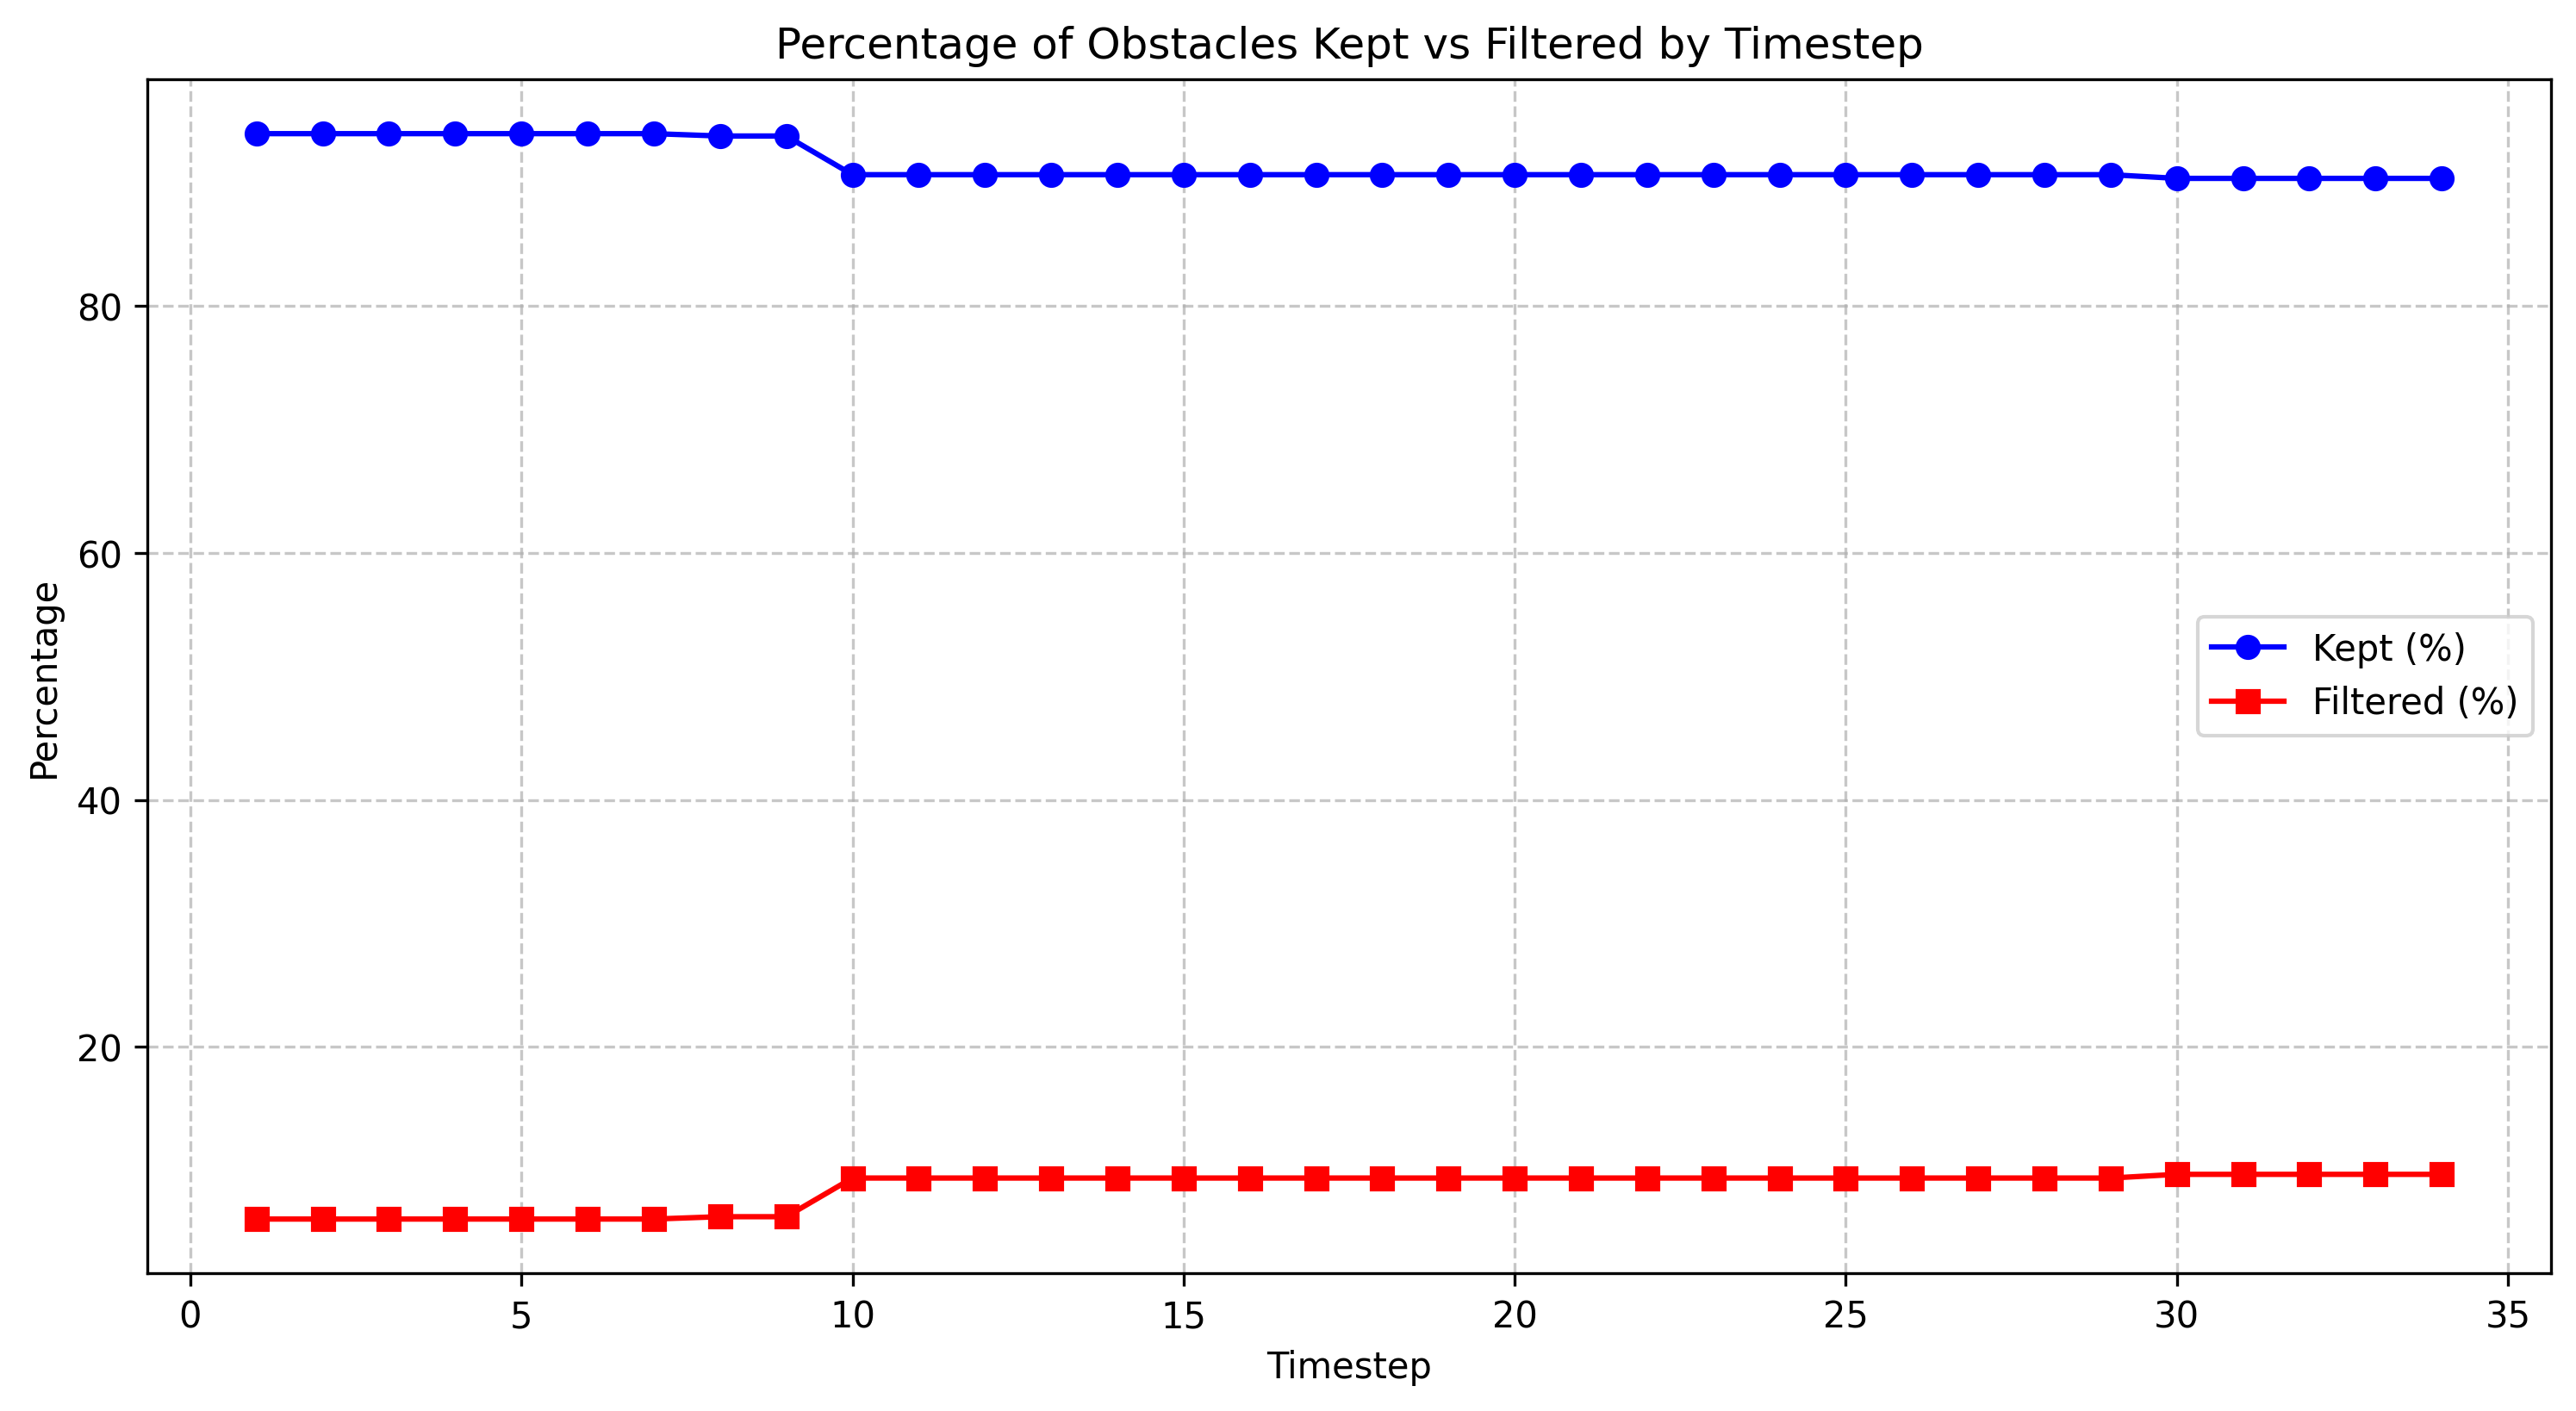 Percentage of Obstacles Kept vs Filtered by Timestep
Percentage
80
60
40
20
Kept (%)
Filtered (%)
0 5 10 15 20 25 30 35
Timestep